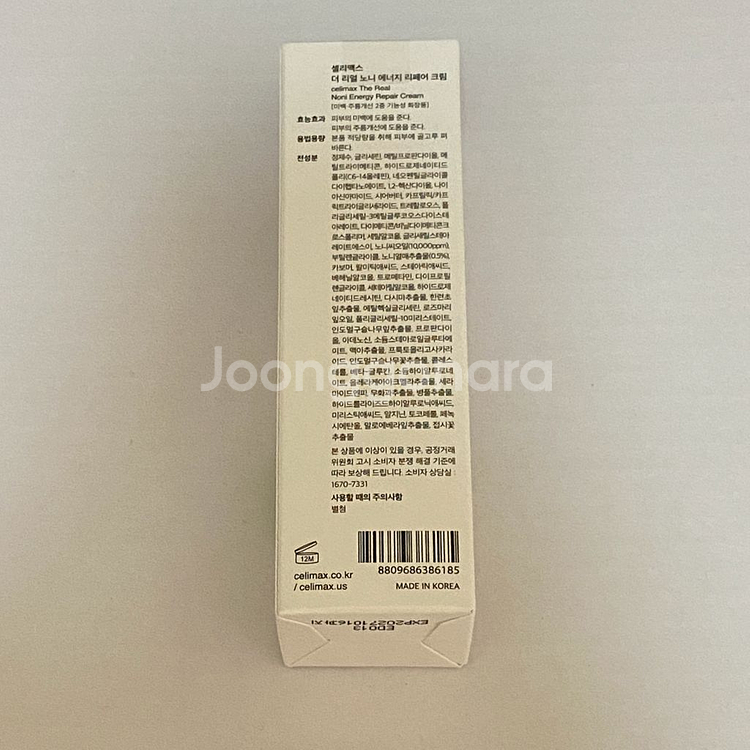 셀리맥스
더 리얼 노니 에너지 리페어 크림
celimax The Real
Noni Energy Repair Cream
[미백·주름개선 2중 기능성 화장품]
효능효과 피부의 미백에 도움을 준다.
피부의 주름개선에 도움을 준다.
용법용량 본품 적당량을 취해 피부에 골고루 펴
바른다.
전성분 정제수, 글리세린, 메틸프로판다이올, 메
틸트라이메티콘, 하이드로제네이티드
폴리(C6-14올레핀), 네오펜틸글라이콜
다이헵타노에이트, 1,2-헥산다이올, 나이
아신아마이드, 시어버터, 카프릴릭/카프
릭트라이글리세라이드, 트레할로오스, 폴
리글리세릴-3메틸글루코오스다이스테
아레이트, 다이메티콘/비닐다이메티콘크
로스폴리머, 세틸알코올, 글리세릴스테아
레이트에스이, 노니씨오일(10,000ppm),
부틸렌글라이콜, 노니열매추출물(0.5%),
카보머, 팔미틱애씨드, 스테아릭애씨드,
베헤닐알코올, 트로메타민, 다이프로필
렌글라이콜, 세테아릴알코올, 하이드로제
네이티드레시틴, 다시마추출물, 한련초
잎추출물, 에틸헥실글리세린, 로즈마리
잎오일, 폴리글리세릴-10미리스테이트,
인도멀구슬나무잎추출물, 프로판다이
올, 아데노신, 소듐스테아로일글루타메
이트, 맥아추출물, 프룩토올리고사카라
이드, 인도멀구슬나무꽃추출물, 콜레스
테롤, 베타-글루칸, 소듐하이알루로네
이트, 율레라케아이크멜라추출물, 세라
마이드엔피, 무화과추출물, 병풀추출물,
하이드롤라이즈드하이알루로닉애씨드,
미리스틱애씨드, 알지닌, 토코페롤, 페녹
시에탄올, 알로에베라잎추출물, 접시꽃
추출물
본 상품에 이상이 있을 경우, 공정거래
위원회 고시 소비자 분쟁 해결 기준에
따라 보상해 드립니다. 소비자 상담실 :
1670-7331
사용할 때의 주의사항
별첨
12M
8809686386185
celimax.co.kr
/ celimax.us
MADE IN KOREA
ED013
EXP20271016까지